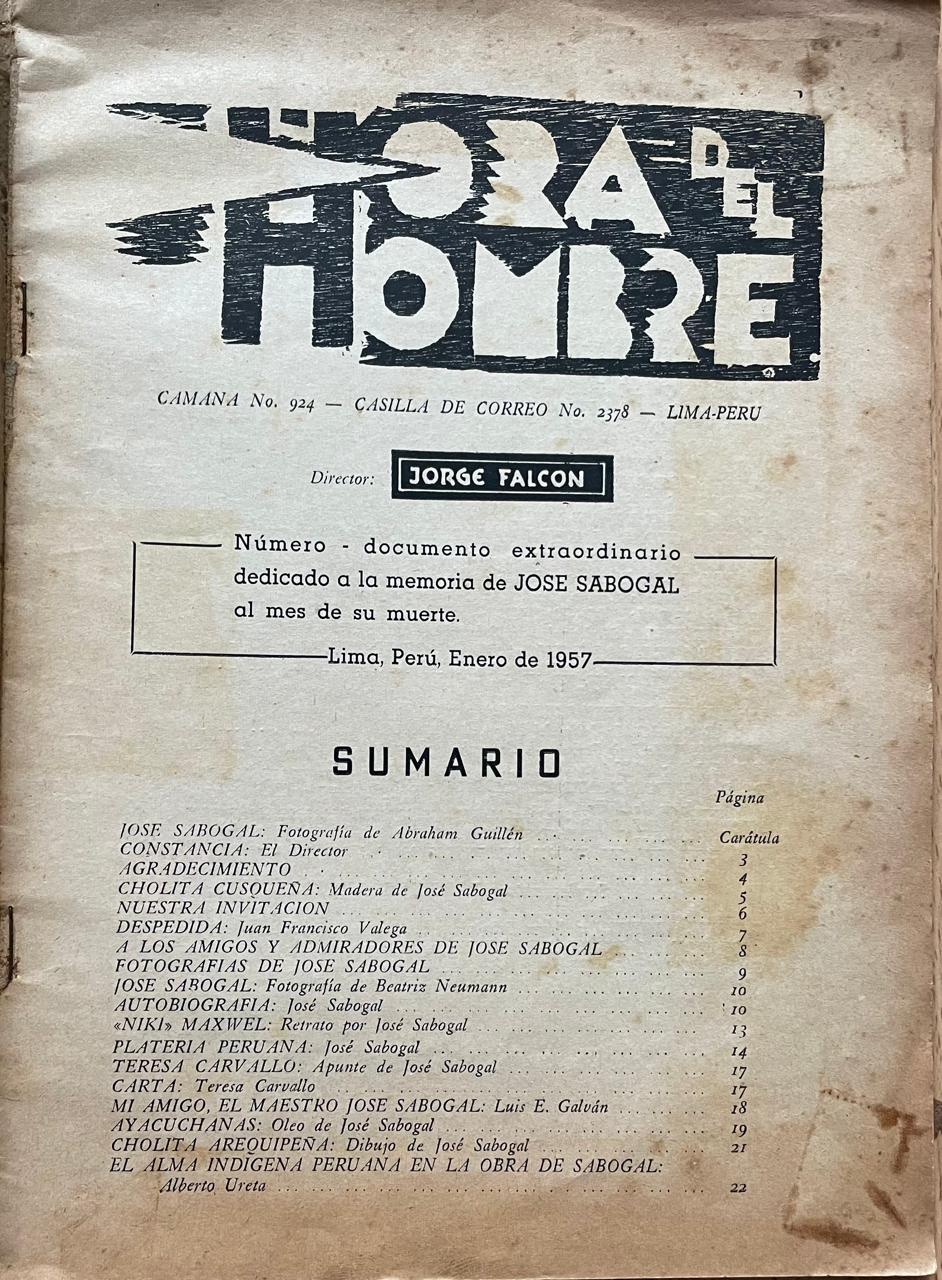 HORA DEL
HOMBRE
CAMANA No. 924 — CASILLA DE CORREO No. 2378 — LIMA-PERU
Director: JORGE FALCON
Número - documento extraordinario
dedicado a la memoria de JOSE SABOGAL
al mes de su muerte.
Lima, Perú, Enero de 1957
SUMARIO
Página
JOSE SABOGAL: Fotografía de Abraham Guillén ... Carátula
CONSTANCIA: El Director ... 3
AGRADECIMIENTO ... 4
CHOLITA CUSQUEÑA: Madera de José Sabogal ... 5
NUESTRA INVITACION ... 6
DESPEDIDA: Juan Francisco Valega ... 7
A LOS AMIGOS Y ADMIRADORES DE JOSE SABOGAL ... 8
FOTOGRAFIAS DE JOSE SABOGAL ... 9
JOSE SABOGAL: Fotografía de Beatriz Neumann ... 10
AUTOBIOGRAFIA: José Sabogal ... 10
«NIKI» MAXWEL: Retrato por José Sabogal ... 13
PLATERIA PERUANA: José Sabogal ... 14
TERESA CARVALLO: Apunte de José Sabogal ... 17
CARTA: Teresa Carvallo ... 17
MI AMIGO, EL MAESTRO JOSE SABOGAL: Luis E. Galván ... 18
AYACUCHANAS: Oleo de José Sabogal ... 19
CHOLITA AREQUIPEÑA: Dibujo de José Sabogal ... 21
EL ALMA INDÍGENA PERUANA EN LA OBRA DE SABOGAL:
Alberto Ureta ... 22